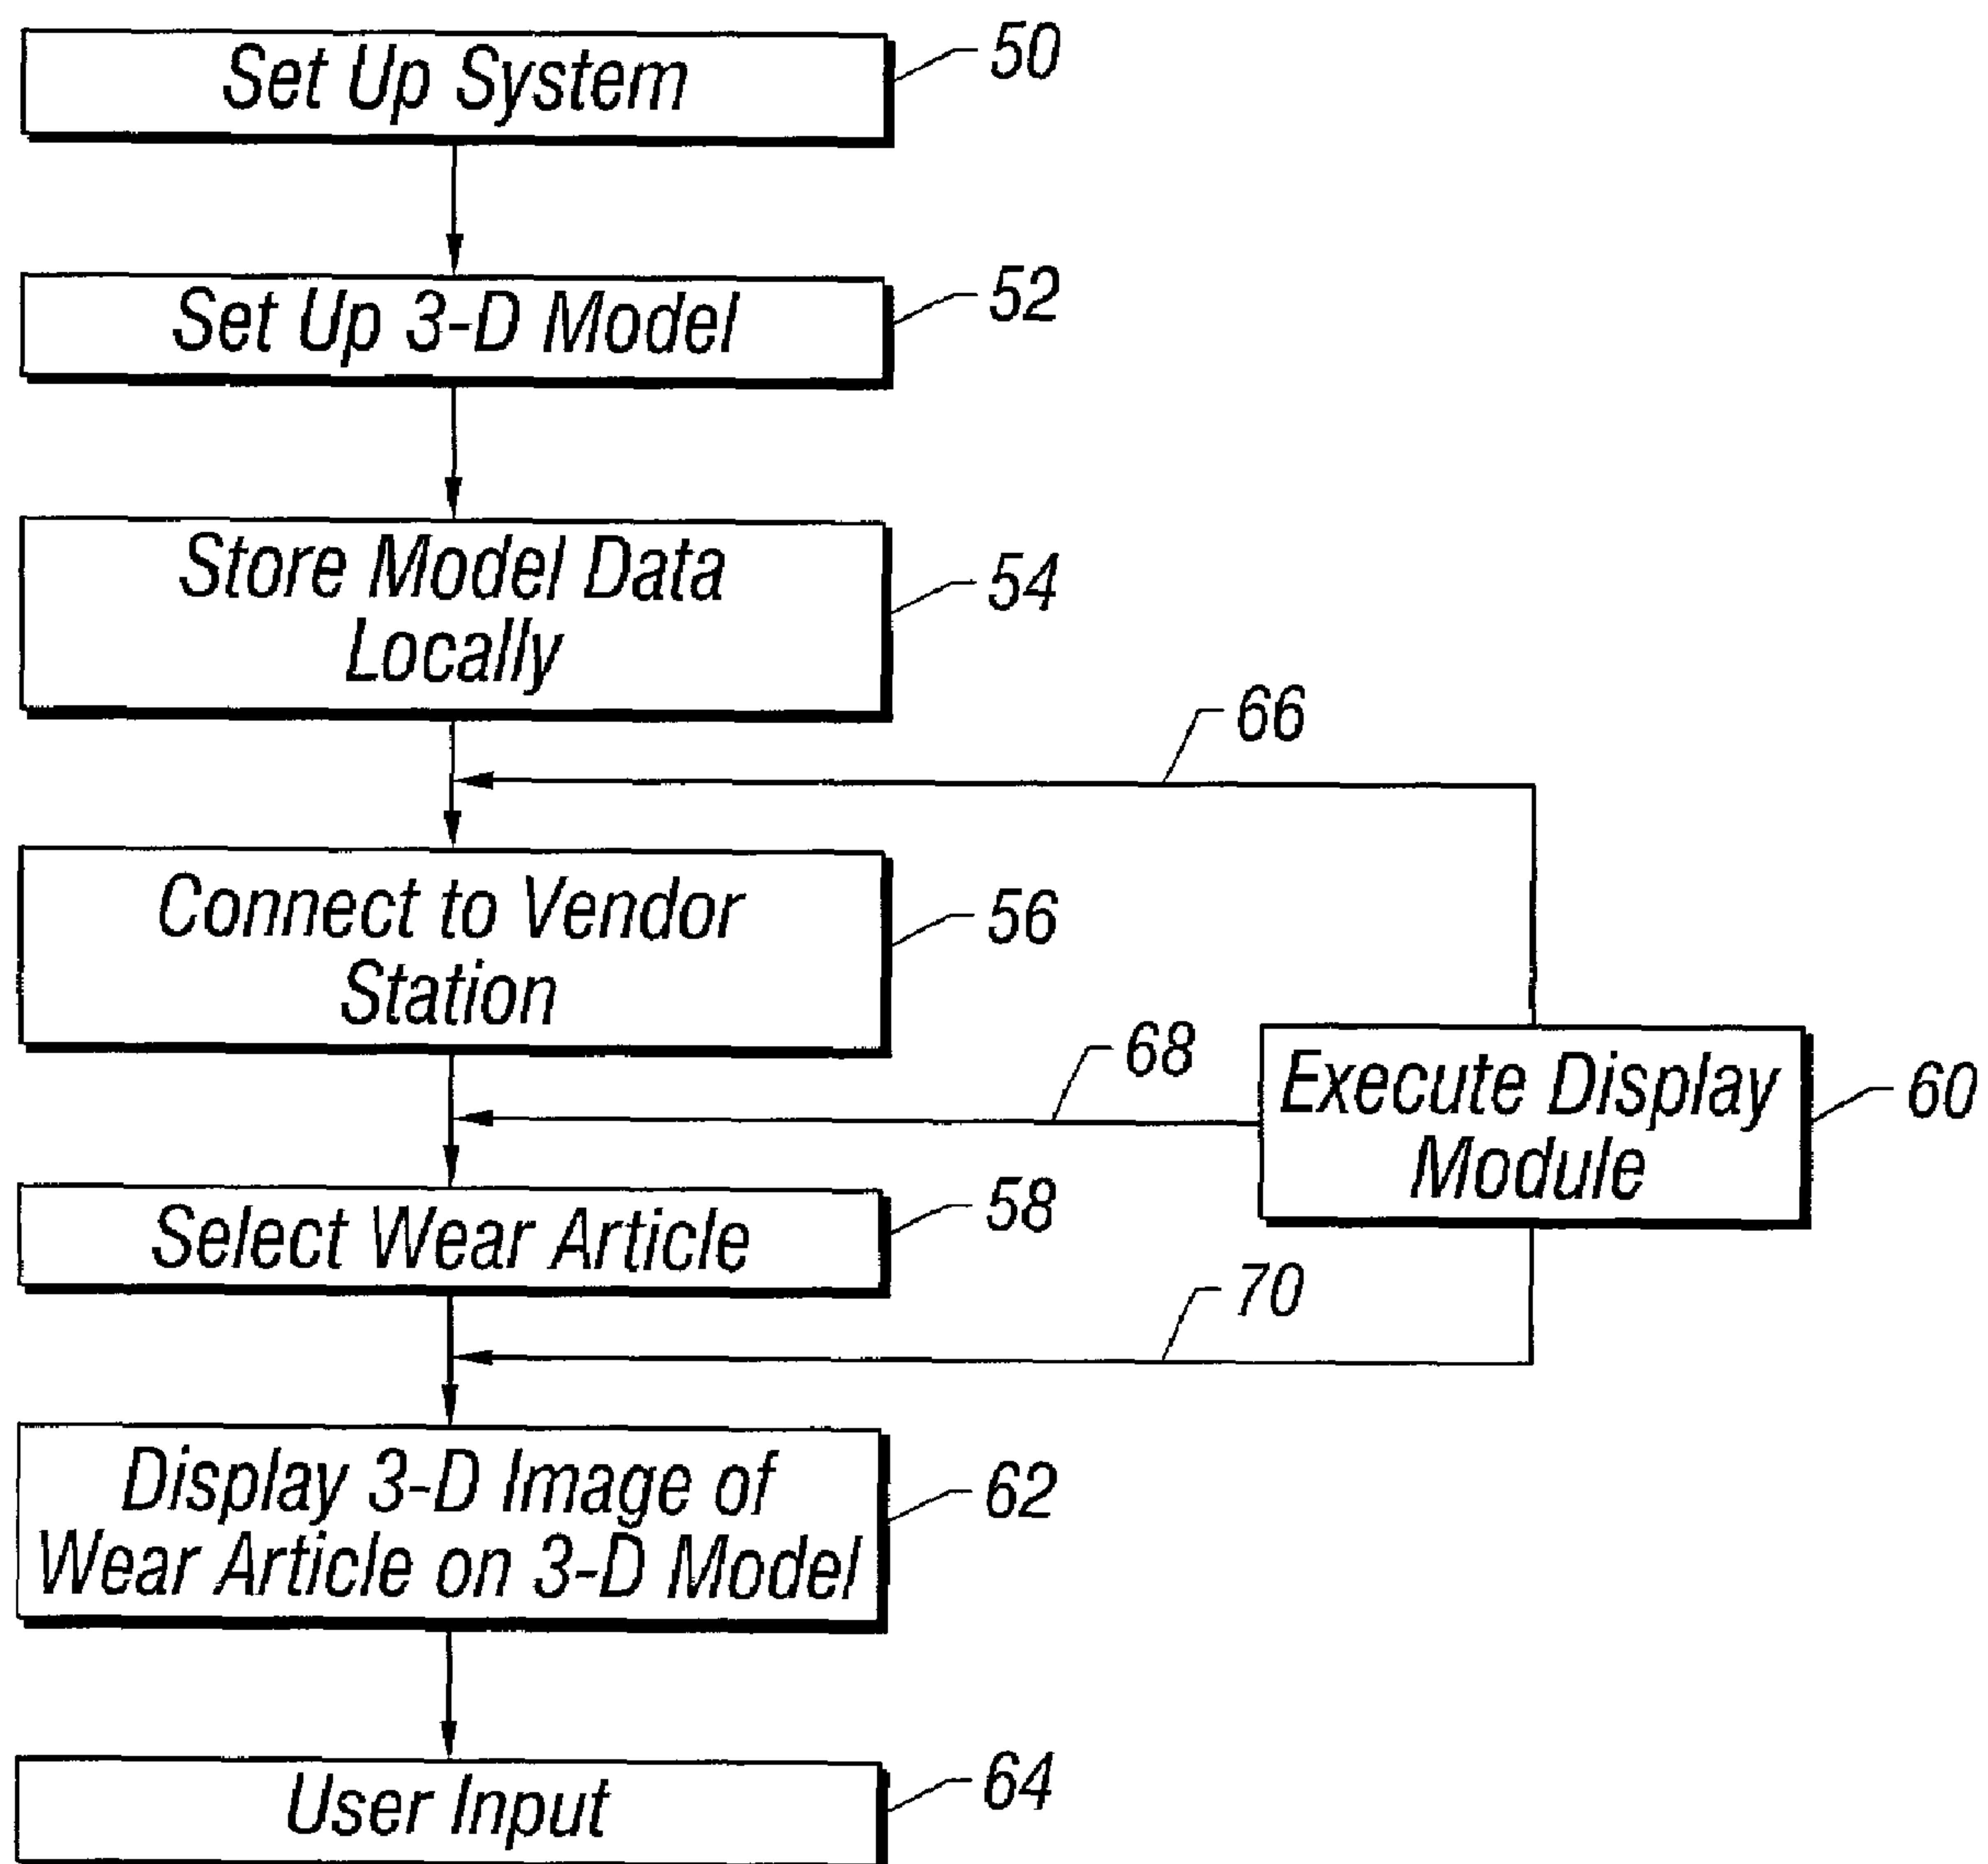 Set Up System
50
Set Up 3-D Model
52
Store Model Data
Locally
54
66
Connect to Vendor
Station
56
68
Execute Display
Module
60
Select Wear Article
58
70
Display 3-D Image of
Wear Article on 3-D Model
62
User Input
64